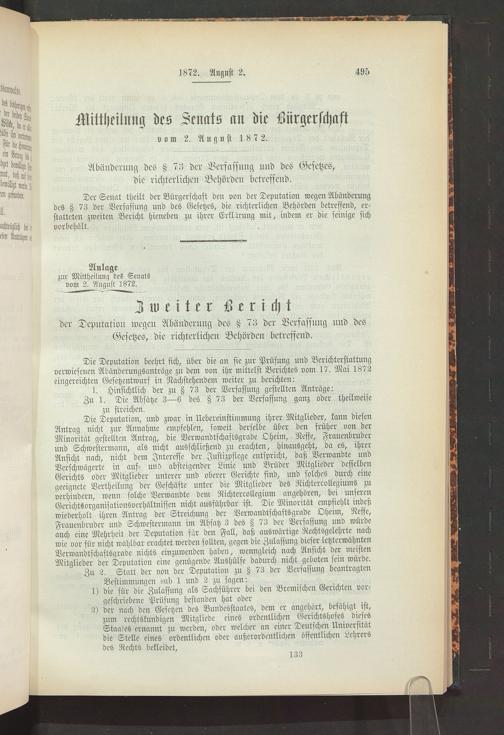 1872. August 2. 495
Mittheilung des Senats an die Bürgerschaft
vom 2. August 1872.
Abänderung des § 73 der Verfassung und des Gesetzes,
die richterlichen Behörden betreffend.
Der Senat theilt der Bürgerschaft den von der Deputation wegen Abänderung
des § 73 der Verfassung und des Gesetzes, die richterlichen Behörden betreffend, er-
statteten zweiten Bericht hieneben zu ihrer Erklärung mit, indem er die seinige sich
vorbehält.
Anlage
zur Mittheilung des Senats
vom 2. August 1872.
Zweiter Bericht
der Deputation wegen Abänderung des § 73 der Verfassung und des
Gesetzes, die richterlichen Behörden betreffend.
Die Deputation beehrt sich, über die an sie zur Prüfung und Berichterstattung
verwiesenen Abänderungsanträge zu dem von ihr mittelst Berichts vom 17. Mai 1872
eingereichten Gesetzentwurf in Nachstehendem weiter zu berichten:
1. Hinsichtlich der zu § 73 der Verfassung gestellten Anträge:
Zu 1. Die Absätze 3—6 des § 73 der Verfassung ganz oder theilweise
zu streichen.
Die Deputation, und zwar in Uebereinstimmung ihrer Mitglieder, kann diesen
Antrag nicht zur Annahme empfehlen, soweit derselbe über den früher von der
Minorität gestellten Antrag, die Verwandtschaftsgrade Oheim, Neffe, Frauenbruder
und Schwestermann, als nicht ausschließend zu erachten, hinausgeht, da es, ihrer
Ansicht nach, nicht dem Interesse der Justizpflege entspricht, daß Verwandte und
Verschwägerte in auf- und absteigender Linie und Brüder Mitglieder desselben
Gerichts oder Mitglieder unterer und oberer Gerichte sind, und solches durch eine
geeignete Vertheilung der Geschäfte unter die Mitglieder des Richtercollegiums zu
verhindern, wenn solche Verwandte dem Richtercollegium angehören, bei unseren
Gerichtsorganisationsverhältnissen nicht ausführbar ist. Die Minorität empfiehlt indeß
wiederholt ihren Antrag der Streichung der Verwandtschaftsgrade Oheim, Neffe,
Frauenbruder und Schwestermann im Absatz 3 des § 73 der Verfassung und würde
auch eine Mehrheit der Deputation für den Fall, daß auswärtige Rechtsgelehrte nach
wie vor für nicht wählbar erachtet werden sollten, gegen die Zulassung dieser letzterwähnten
Verwandtschaftsgrade nichts einzuwenden haben, wenngleich nach Ansicht der meisten
Mitglieder der Deputation eine genügende Aushülfe dadurch nicht geboten sein würde.
Zu 2. Statt der von der Deputation zu § 73 der Verfassung beantragten
Bestimmungen sub 1 und 2 zu sagen:
1) die für die Zulassung als Sachführer bei den Bremischen Gerichten vor-
geschriebene Prüfung bestanden hat oder
2) der nach den Gesetzen des Bundesstaates, dem er angehört, befähigt ist,
zum rechtskundigen Mitgliede eines ordentlichen Gerichtshofes dieses
Staates ernannt zu werden, oder welcher an einer Deutschen Universität
die Stelle eines ordentlichen oder außerordentlichen öffentlichen Lehrers
des Rechts bekleidet,
133